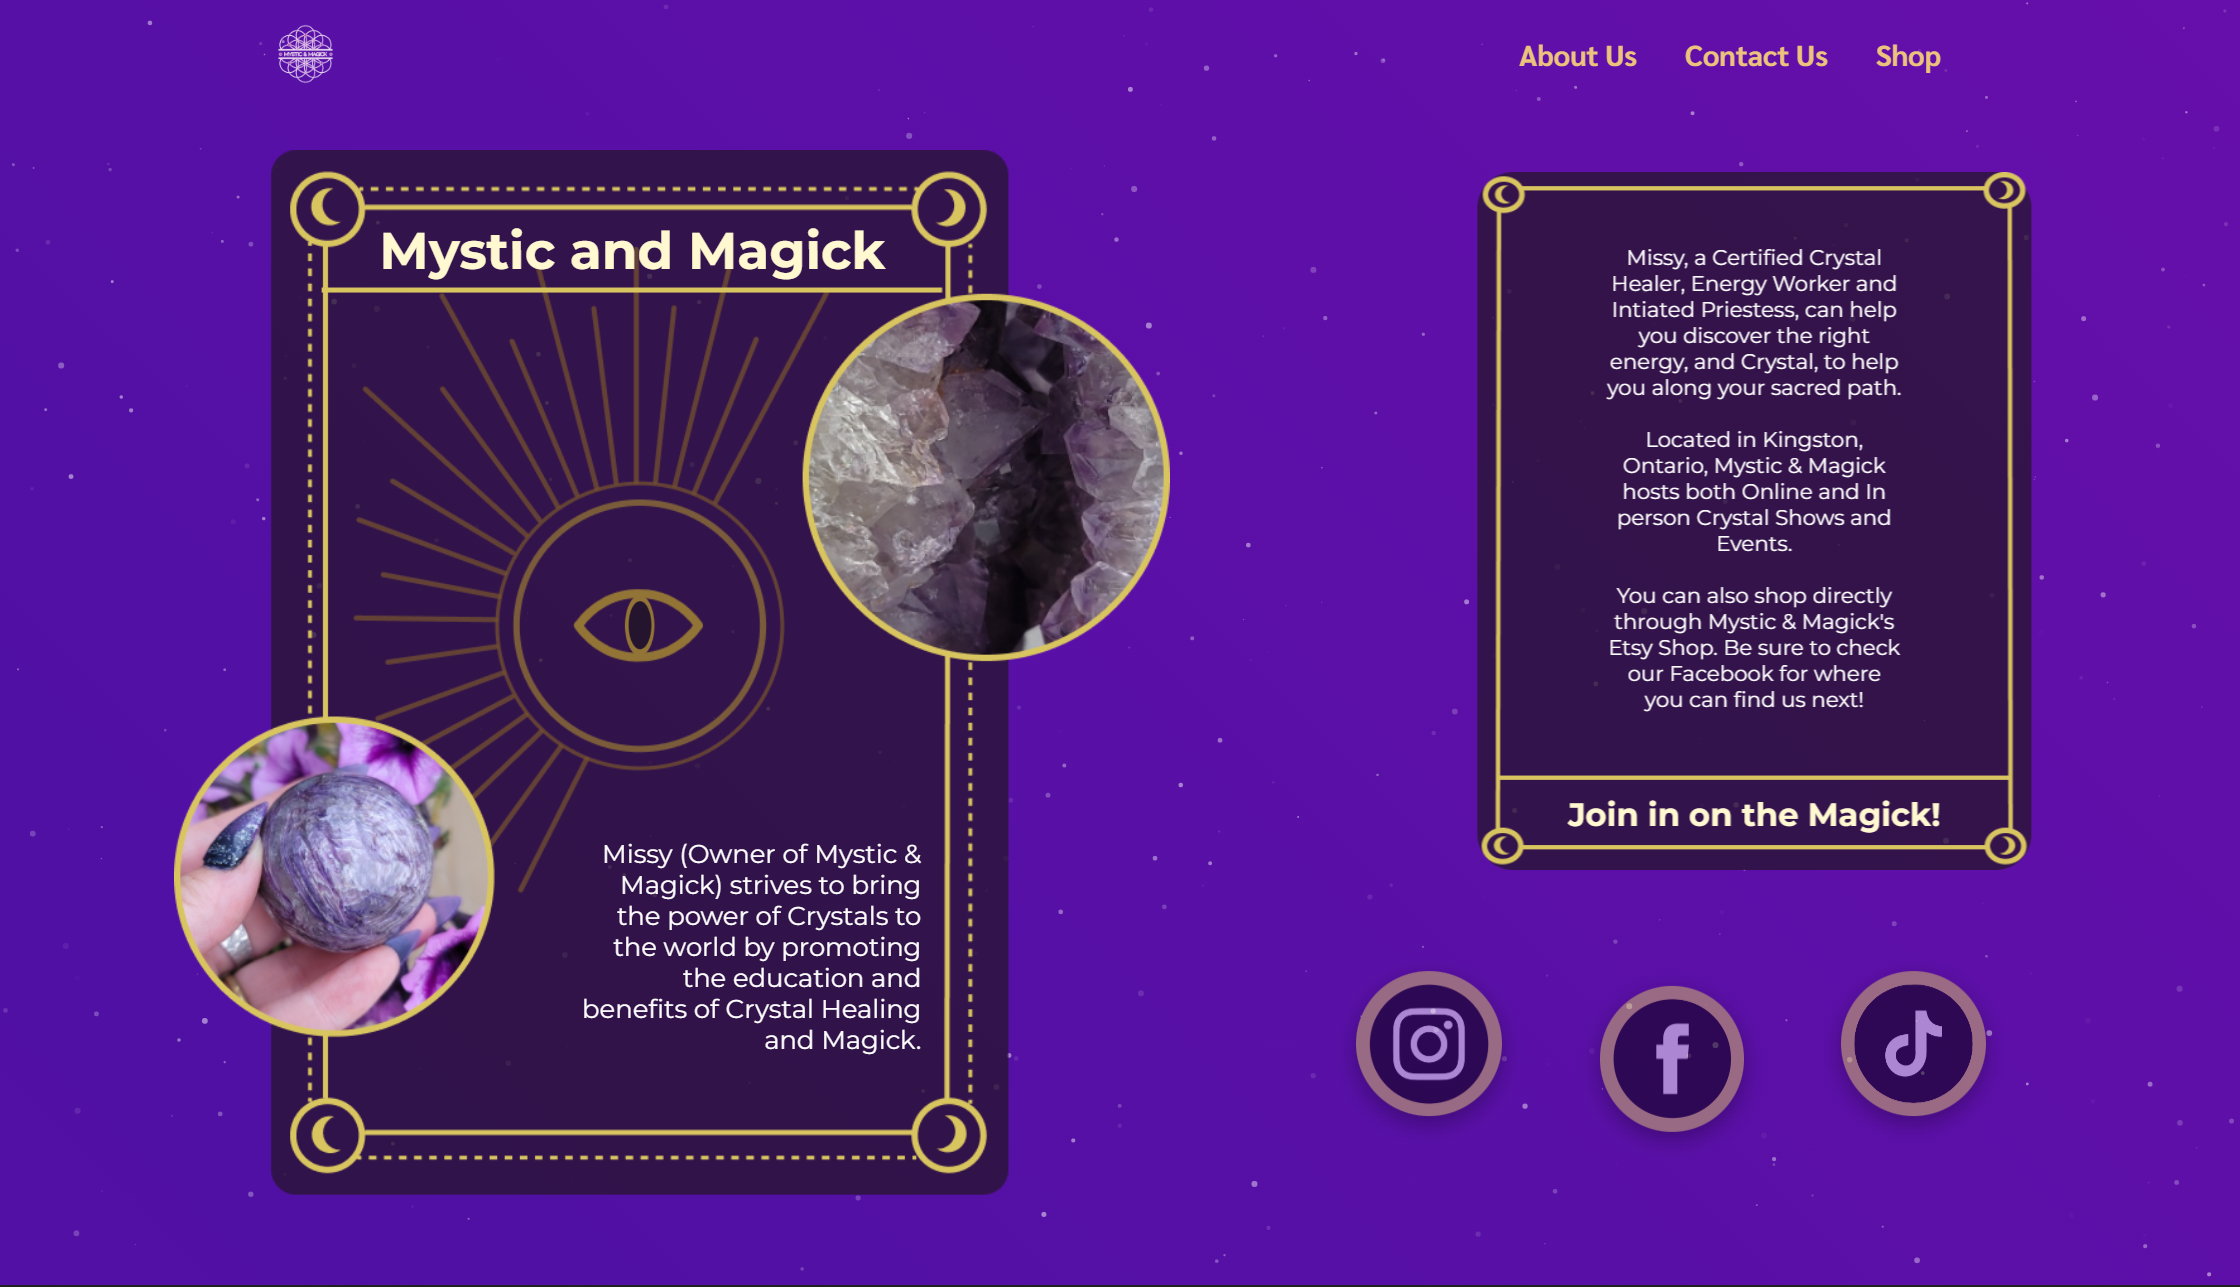 MYSTIC & MAGICK
About Us
Contact Us
Shop
Mystic and Magick
Missy (Owner of Mystic &
Magick) strives to bring
the power of Crystals to
the world by promoting
the education and
benefits of Crystal Healing
and Magick.
Missy, a Certified Crystal
Healer, Energy Worker and
Intiated Priestess, can help
you discover the right
energy, and Crystal, to help
you along your sacred path.
Located in Kingston,
Ontario, Mystic & Magick
hosts both Online and In
person Crystal Shows and
Events.
You can also shop directly
through Mystic & Magick's
Etsy Shop. Be sure to check
our Facebook for where
you can find us next!
Join in on the Magick!